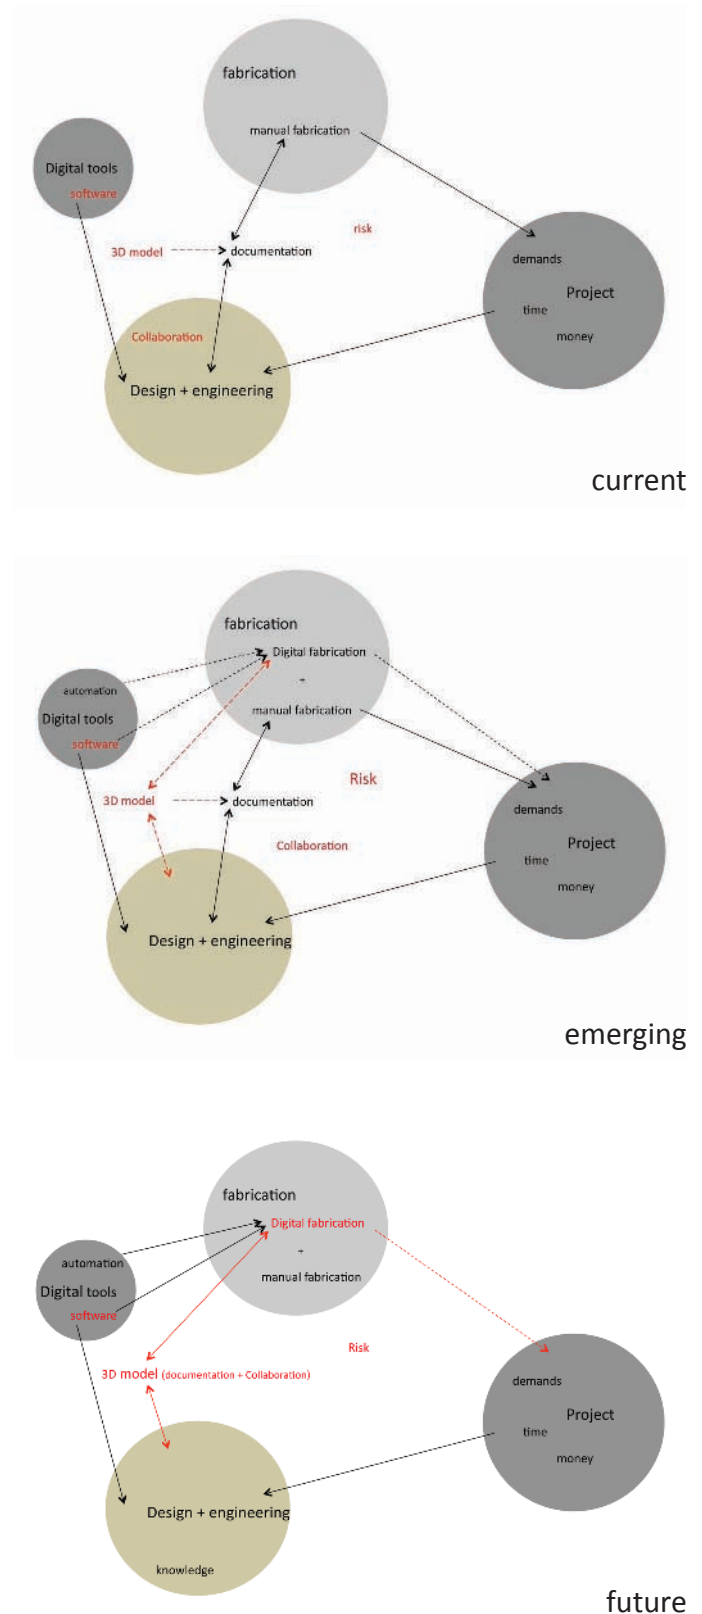 fabrication
manual fabrication
Digital tools
software
risk
3D model
documentation
demands
Project
time
money
Collaboration
Design + engineering
current
fabrication
Digital fabrication
+
manual fabrication
automation
Digital tools
software
Risk
3D model
documentation
demands
Project
time
money
Collaboration
Design + engineering
emerging
fabrication
Digital fabrication
+
manual fabrication
automation
Digital tools
software
Risk
3D model (documentation + Collaboration)
demands
Project
time
money
Design + engineering
knowledge
future